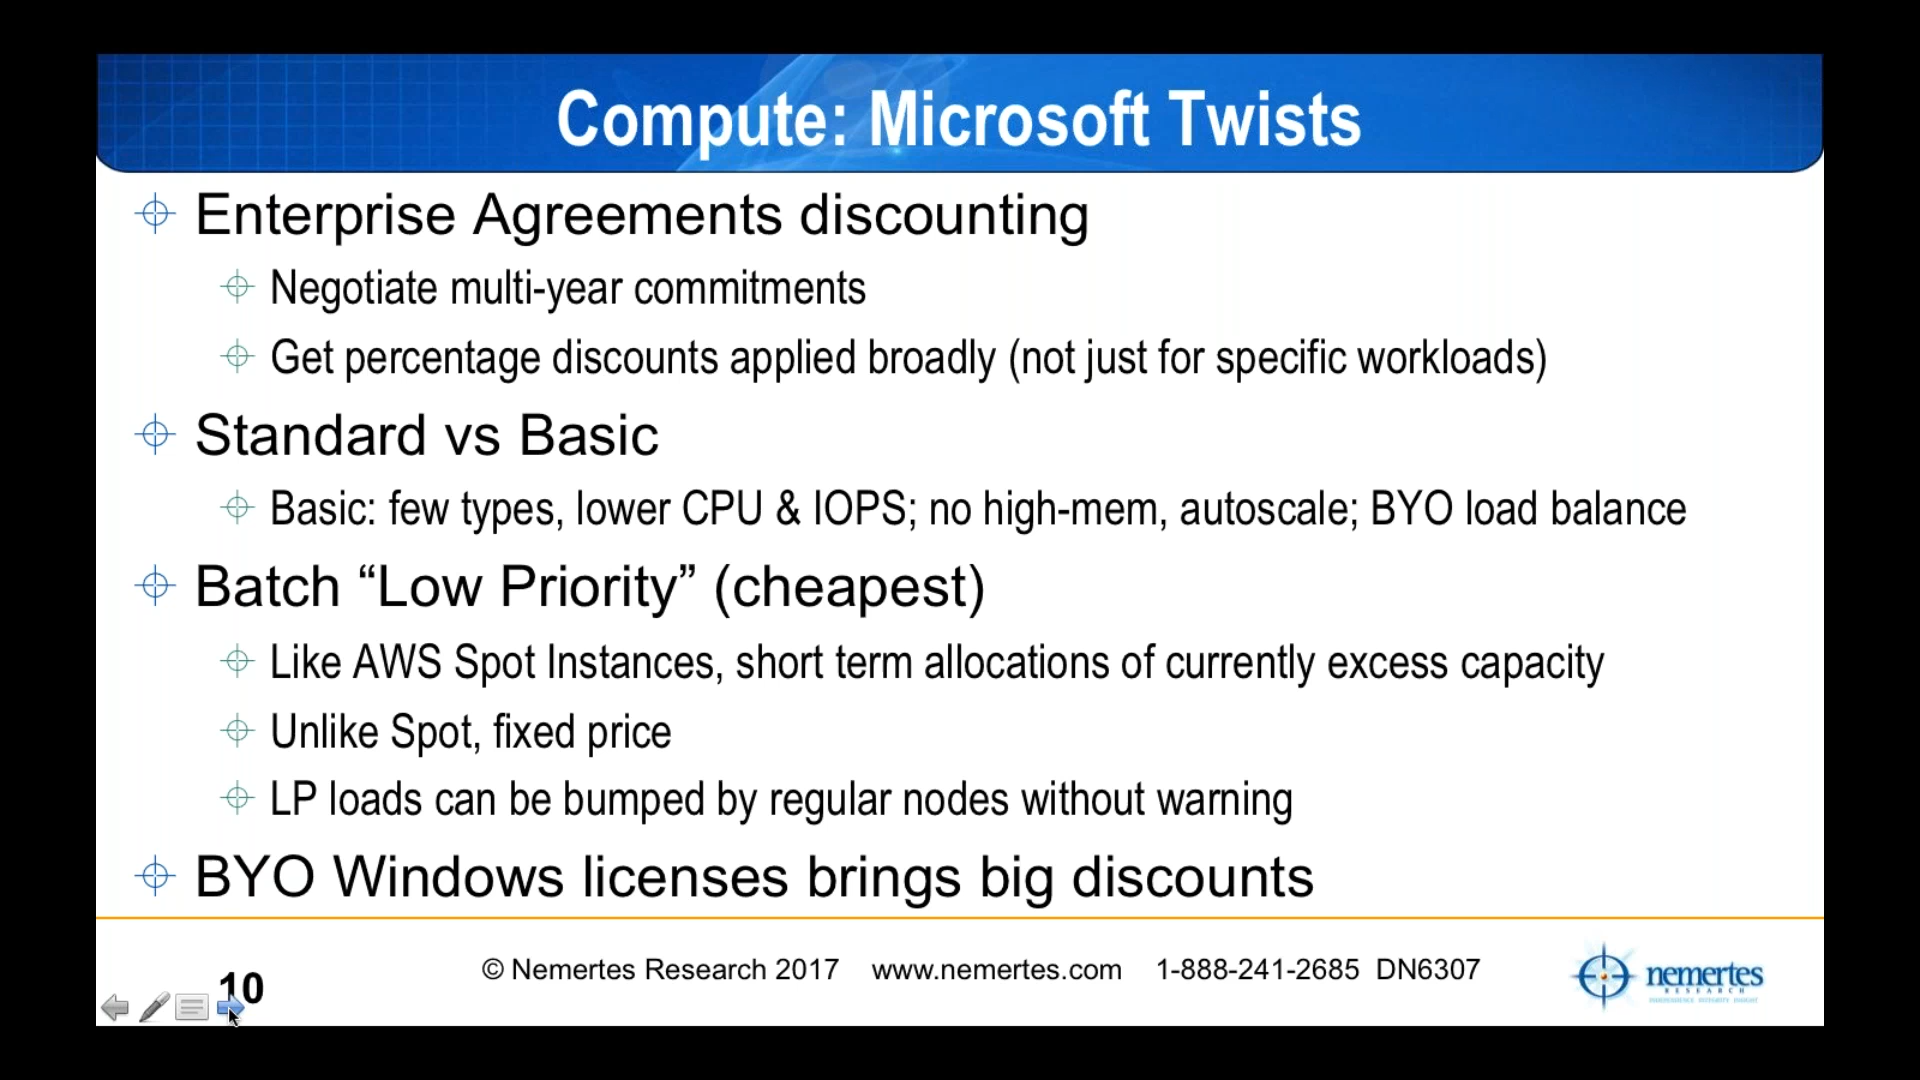 Compute: Microsoft Twists
Enterprise Agreements discounting
Negotiate multi-year commitments
Get percentage discounts applied broadly (not just for specific workloads)
Standard vs Basic
Basic: few types, lower CPU & IOPS; no high-mem, autoscale; BYO load balance
Batch “Low Priority” (cheapest)
Like AWS Spot Instances, short term allocations of currently excess capacity
Unlike Spot, fixed price
LP loads can be bumped by regular nodes without warning
BYO Windows licenses brings big discounts
10
© Nemertes Research 2017 www.nemertes.com 1-888-241-2685 DN6307
nemertes
RESEARCH
INDEPENDENCE INTEGRITY INSIGHT